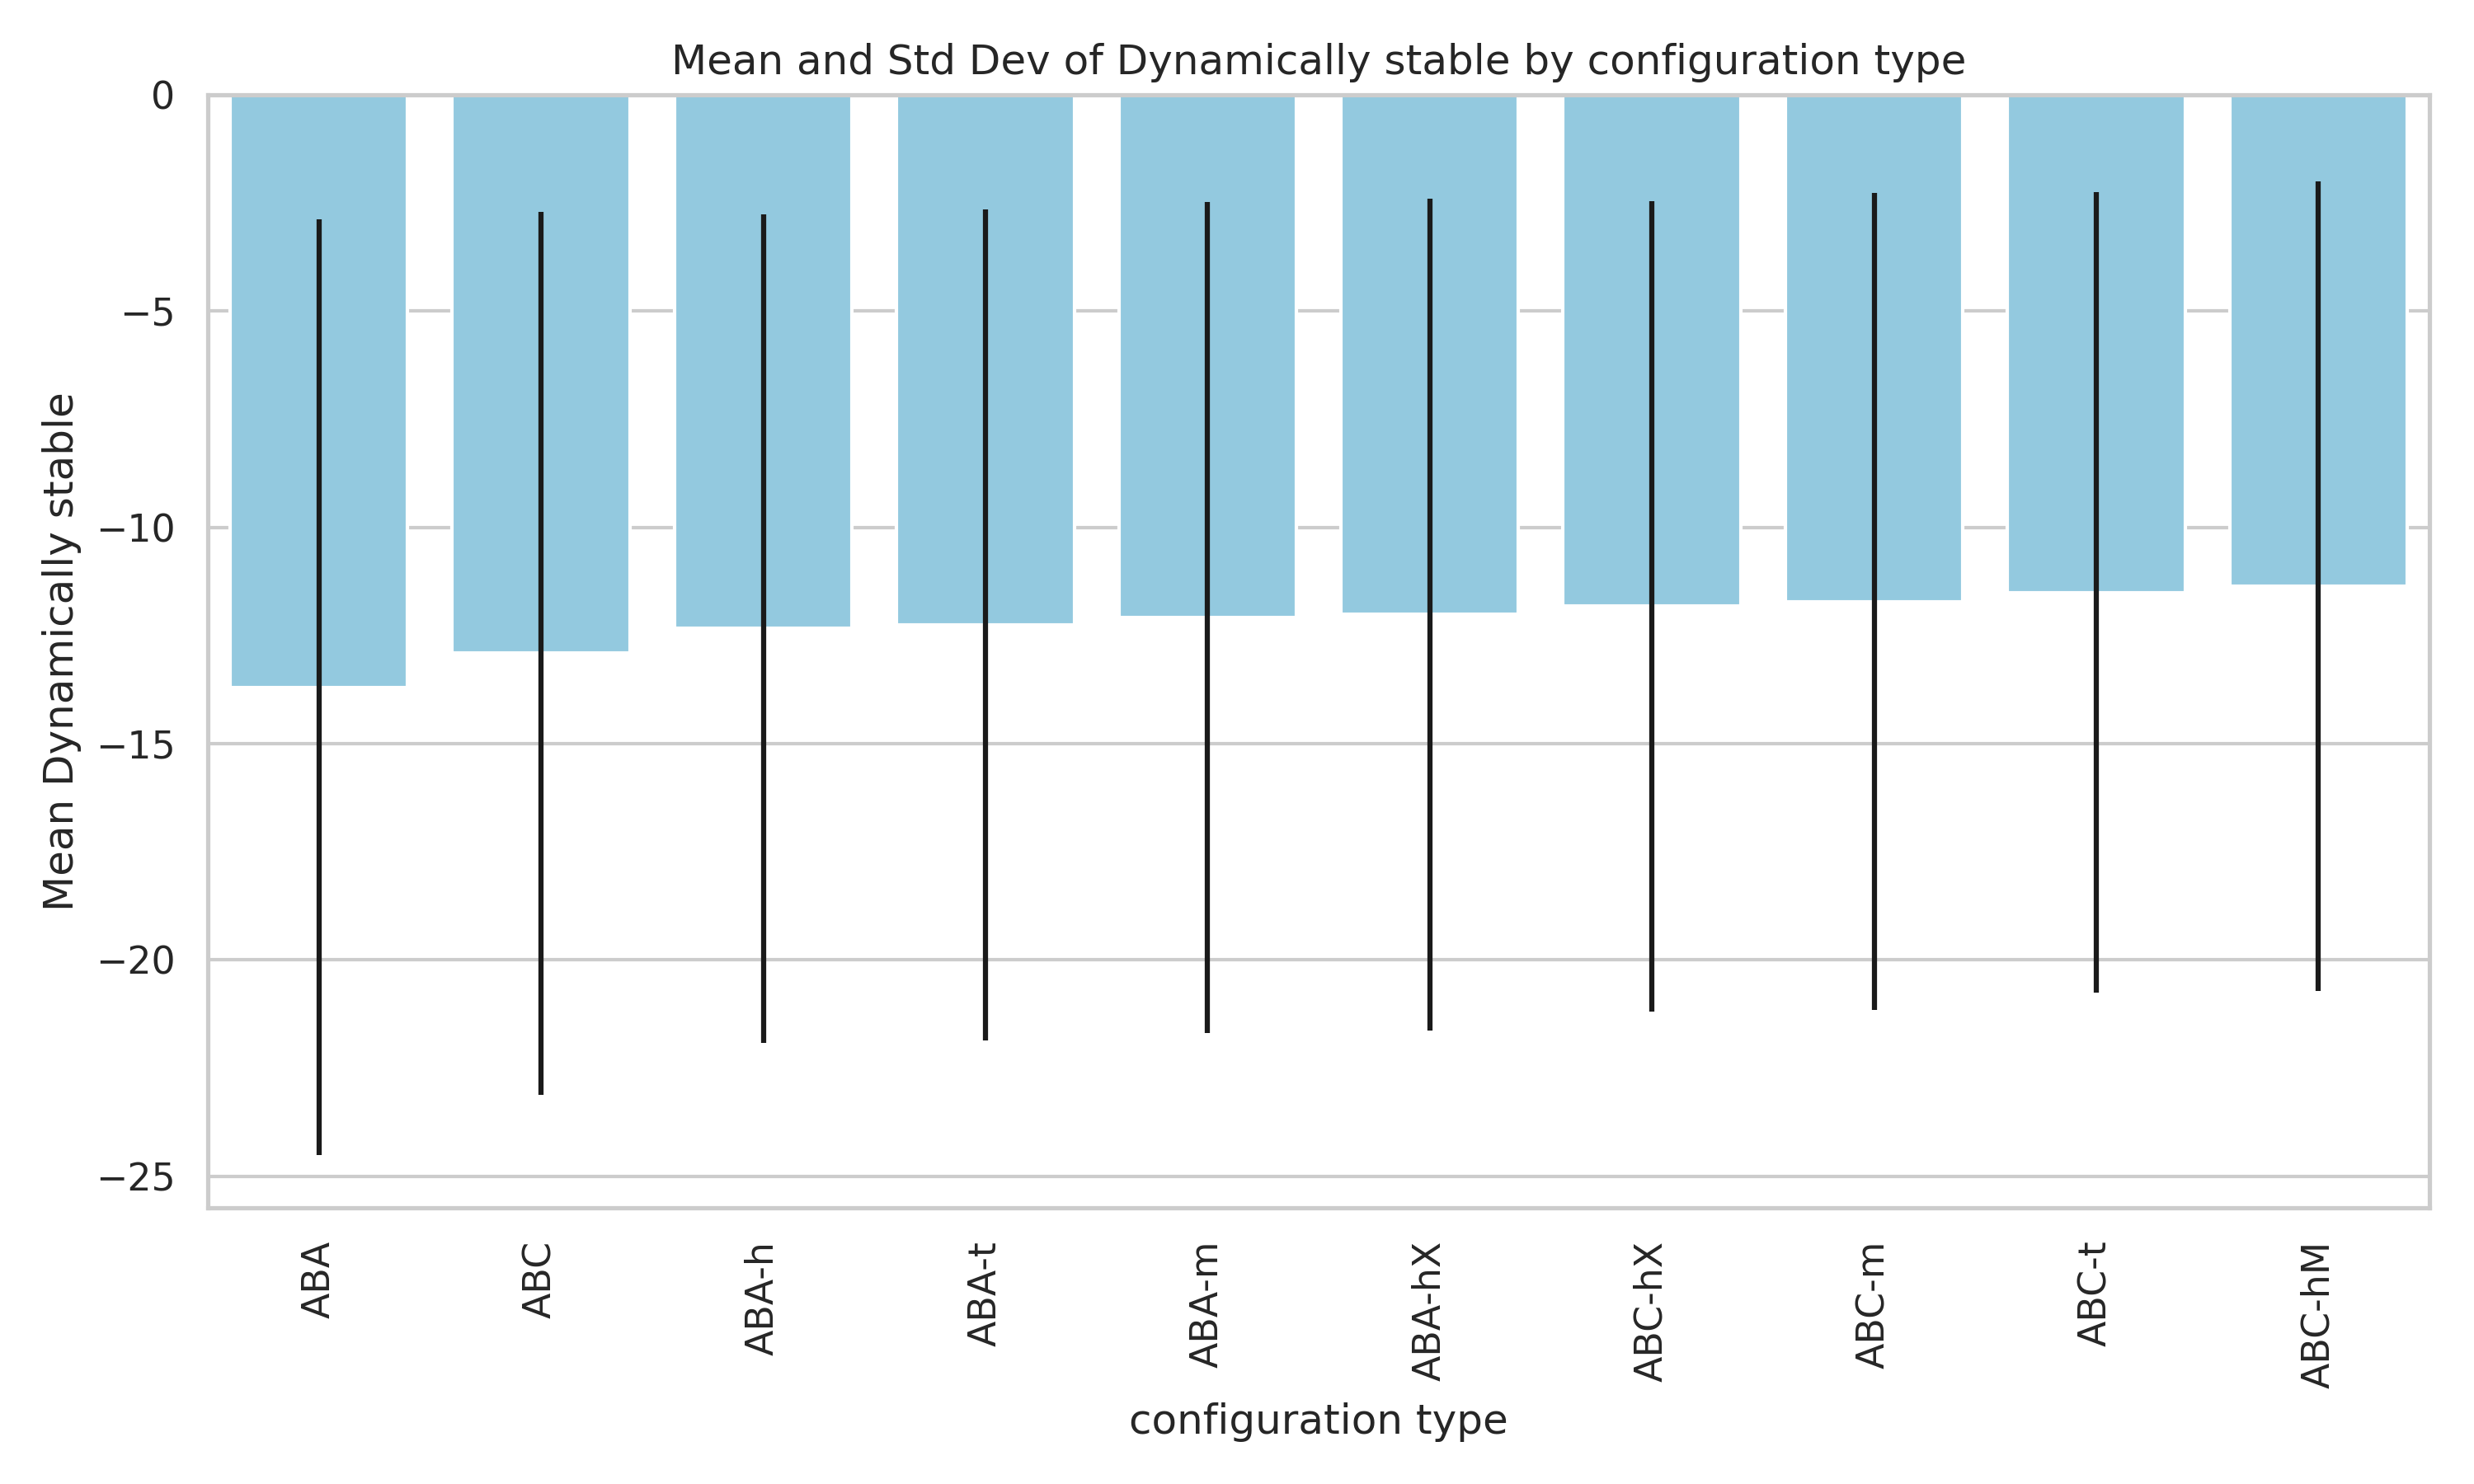 Mean and Std Dev of Dynamically stable by configuration type
Mean Dynamically stable
0
−5
−10
−15
−20
−25
ABA
ABC
ABA-h
ABA-t
ABA-m
ABA-hX
ABC-hX
ABC-m
ABC-t
ABC-hM
configuration type